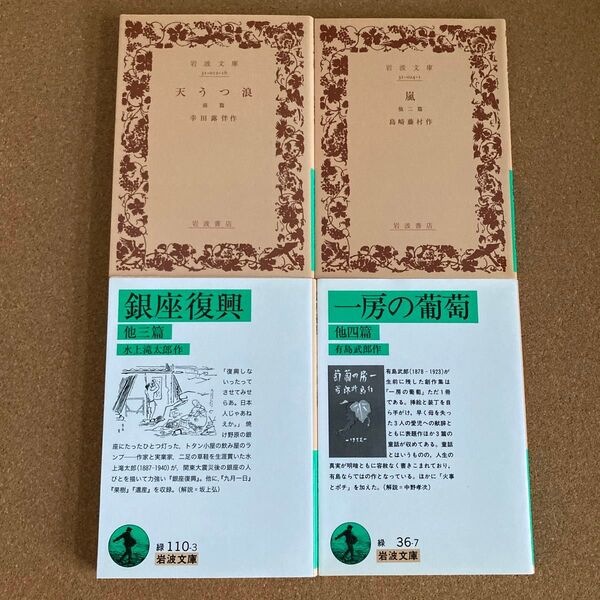 岩波文庫
31-012-18
天うつ浪
前篇
幸田露伴作
岩波書店
岩波文庫
31-024-1
嵐
他二篇
島崎藤村作
岩波書店
銀座復興
他三篇
水上滝太郎作
「復興しな
いったって
させてみせ
らあ。日本
人じゃあね
えか。」焼
け野原の銀
座にたったひとつ灯った、トタン小屋の飲み屋のラ
ンプ――作家と実業家、二足の草鞋を生涯貫いた水
上滝太郎(1887-1940)が、関東大震災後の銀座の人
びとを描いて力強い『銀座復興』。他に、『九月一日』
『果樹』『遺産』を収録。(解説=坂上弘)
緑 110-3
岩波文庫
一房の葡萄
他四篇
有島武郎作
葡萄の房一
有島武郎(1878-1923)が
生前に残した創作集は
『一房の葡萄』ただ1冊
である。挿絵と装丁を自
ら手がけ、早く母を失っ
た3人の愛児への献辞と
ともに表題作ほか3篇の
童話が収めてある。童話
とはいうものの、人生の
真実が明暗ともに容赦なく書きこまれており、
有島ならではの作となっている。ほかに「火事
とポチ」を加えた。(解説=中野孝次)
緑 36-7
岩波文庫